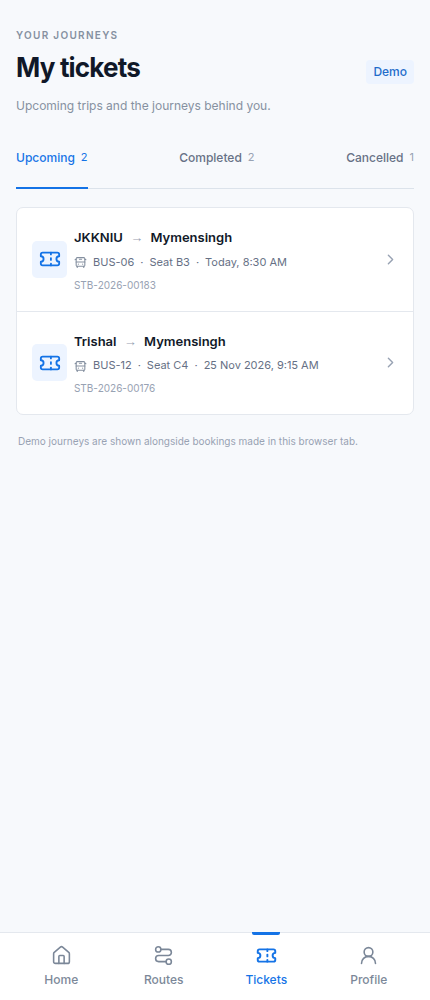 YOUR JOURNEYS
My tickets
Demo
Upcoming trips and the journeys behind you.
Upcoming 2
Completed 2
Cancelled 1
JKKNIU → Mymensingh
BUS-06 · Seat B3 · Today, 8:30 AM
STB-2026-00183
Trishal → Mymensingh
BUS-12 · Seat C4 · 25 Nov 2026, 9:15 AM
STB-2026-00176
Demo journeys are shown alongside bookings made in this browser tab.
Home
Routes
Tickets
Profile